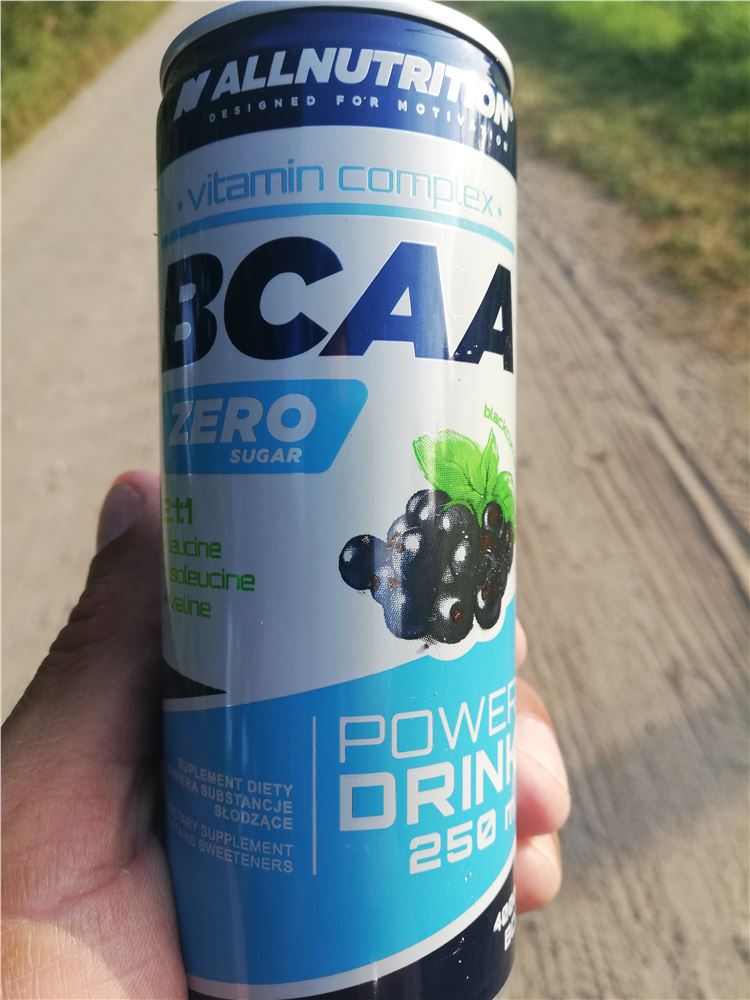 ALLNUTRITION
DESIGNED FOR MOTIVATION
• vitamin complex •
BCAA
ZERO
SUGAR
2:1:1
leucine
isoleucine
• valine
POWER
DRINK
250
SUPLEMENT DIETY
ZAWIERA SUBSTANCJE
SŁODZĄCE
DIETARY SUPPLEMENT
CONTAINS SWEETENERS